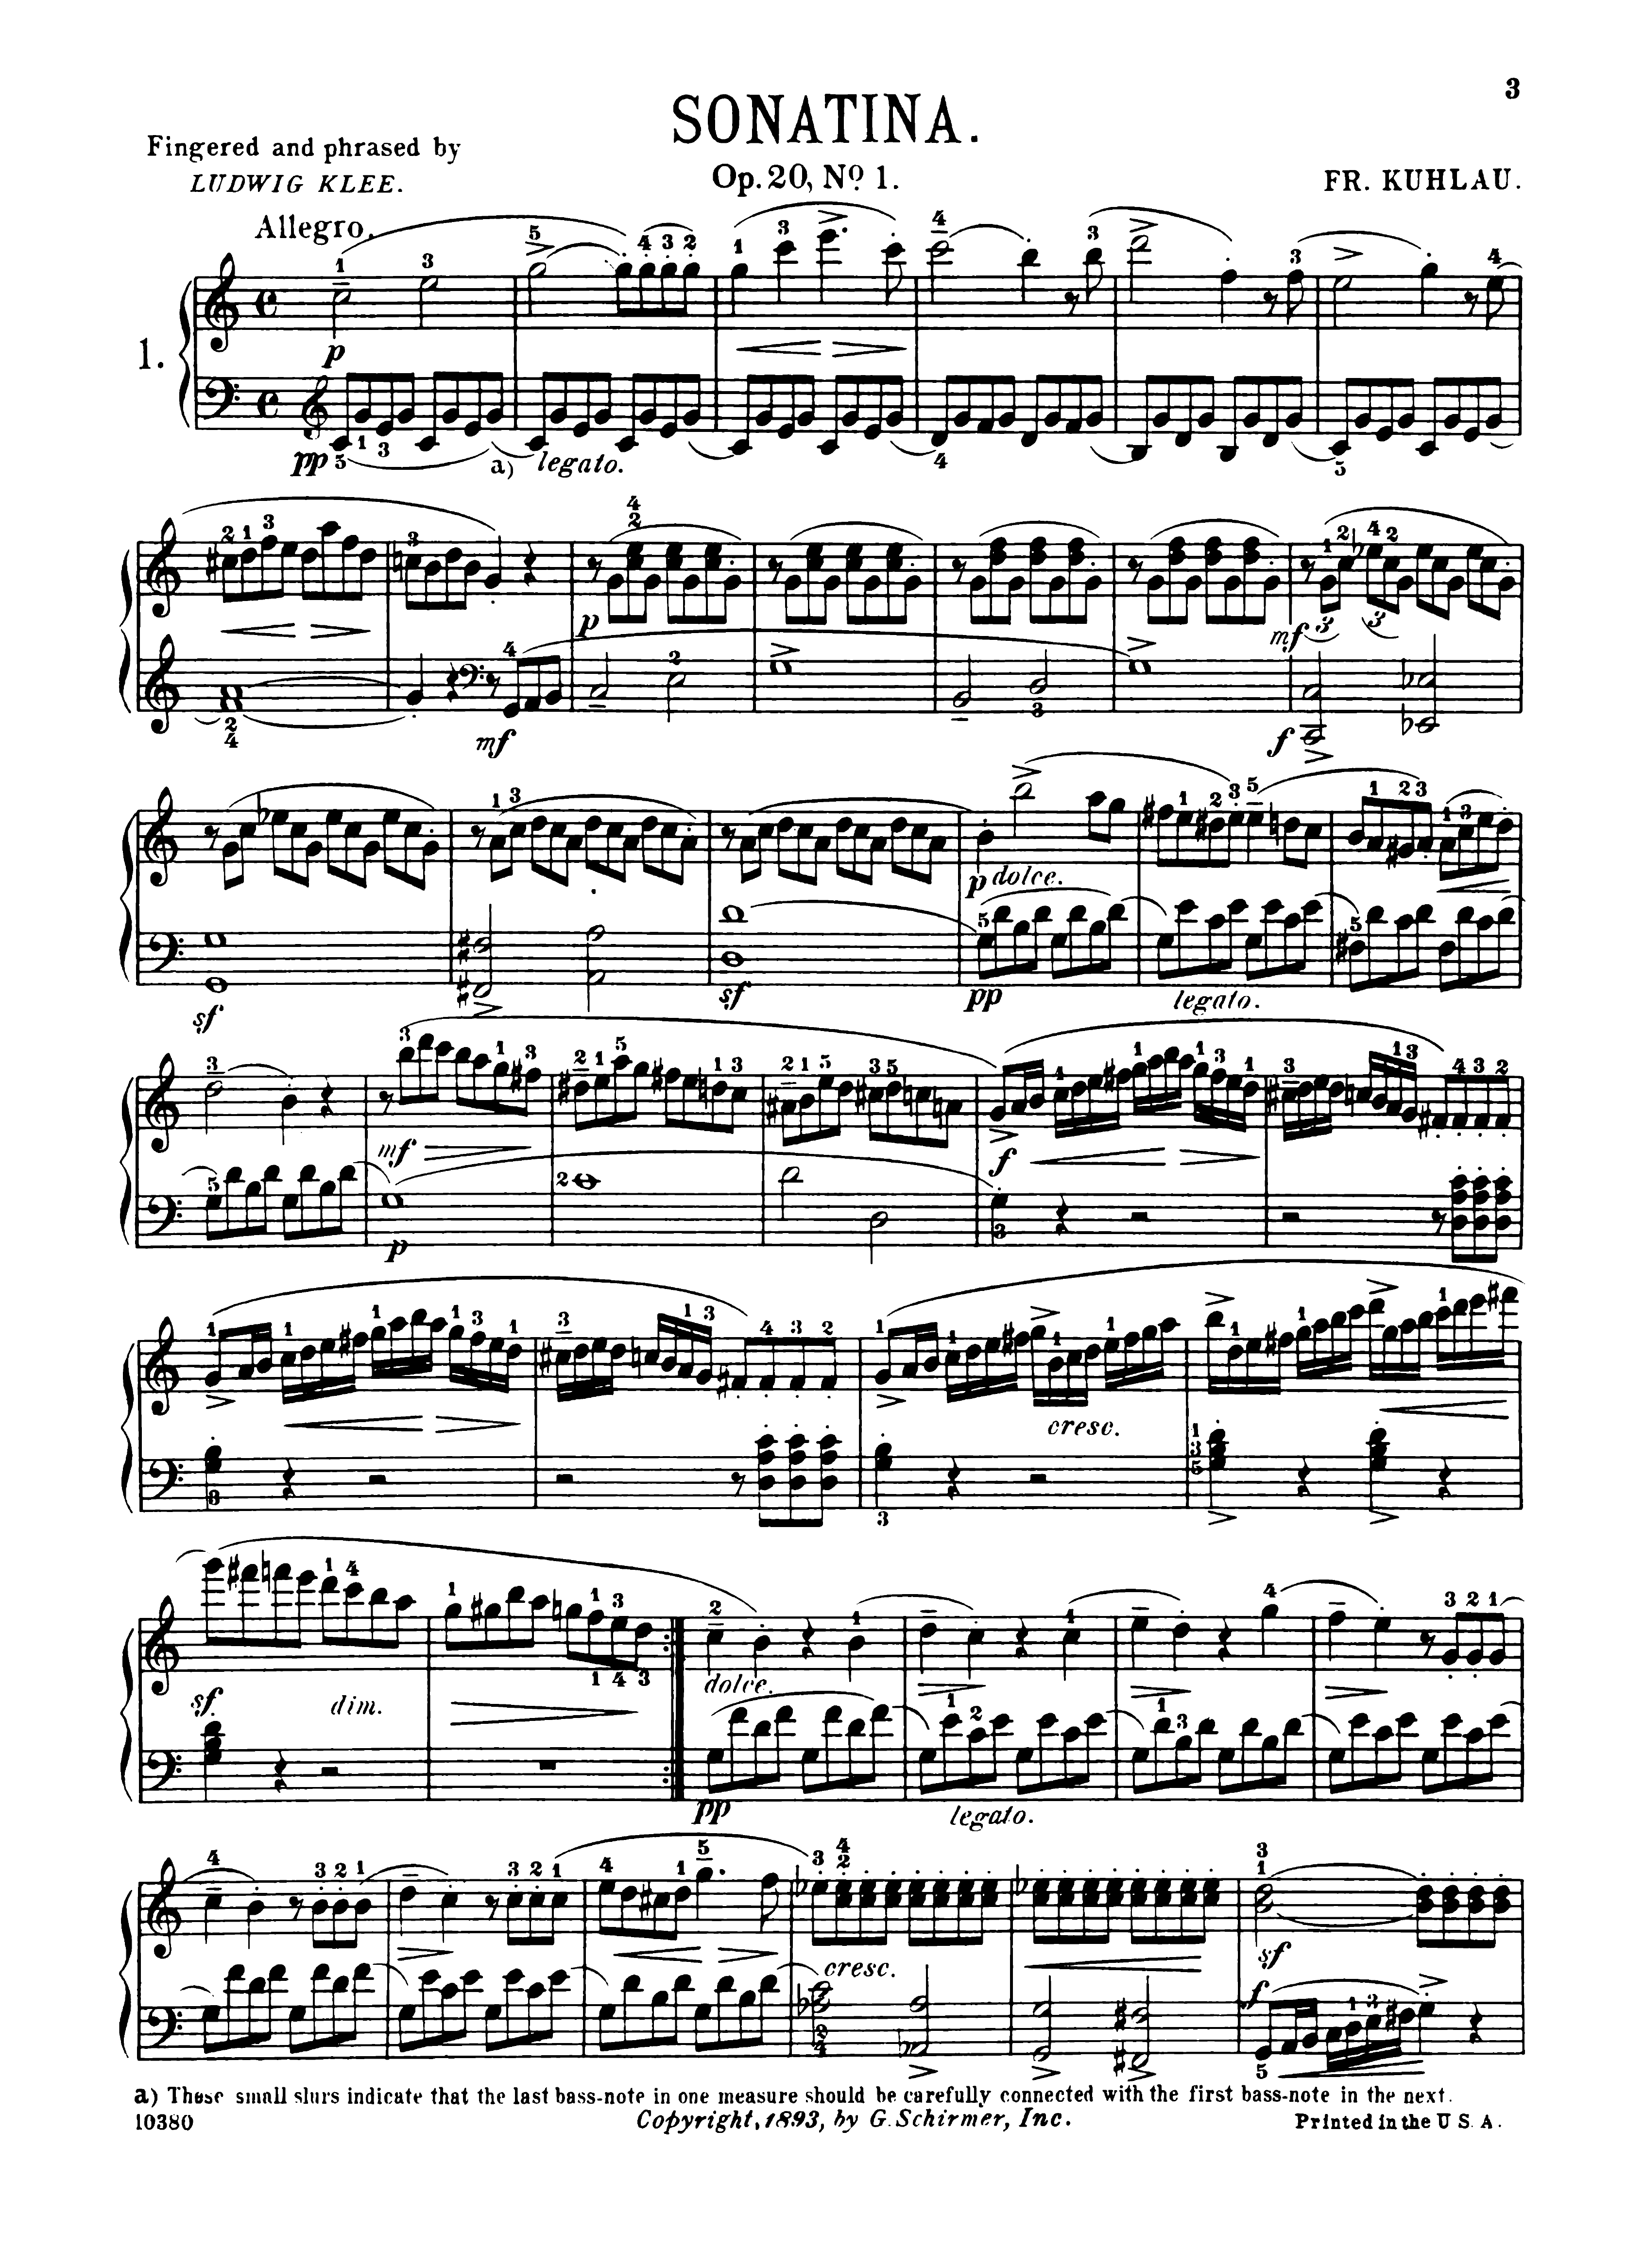 3
SONATINA.
Op. 20, No. 1.
Fingered and phrased by
LUDWIG KLEE.
FR. KUHLAU.
Allegro.
1.
p
pp
a)
legato.
p
mf
mf
f
p dolce.
sf
sf
pp
legato.
mf
f
p
cresc.
sf
dim.
dolce.
pp
legato.
cresc.
sf
f
a) These small slurs indicate that the last bass-note in one measure should be carefully connected with the first bass-note in the next.
10380
Copyright, 1893, by G. Schirmer, Inc.
Printed in the U. S. A.